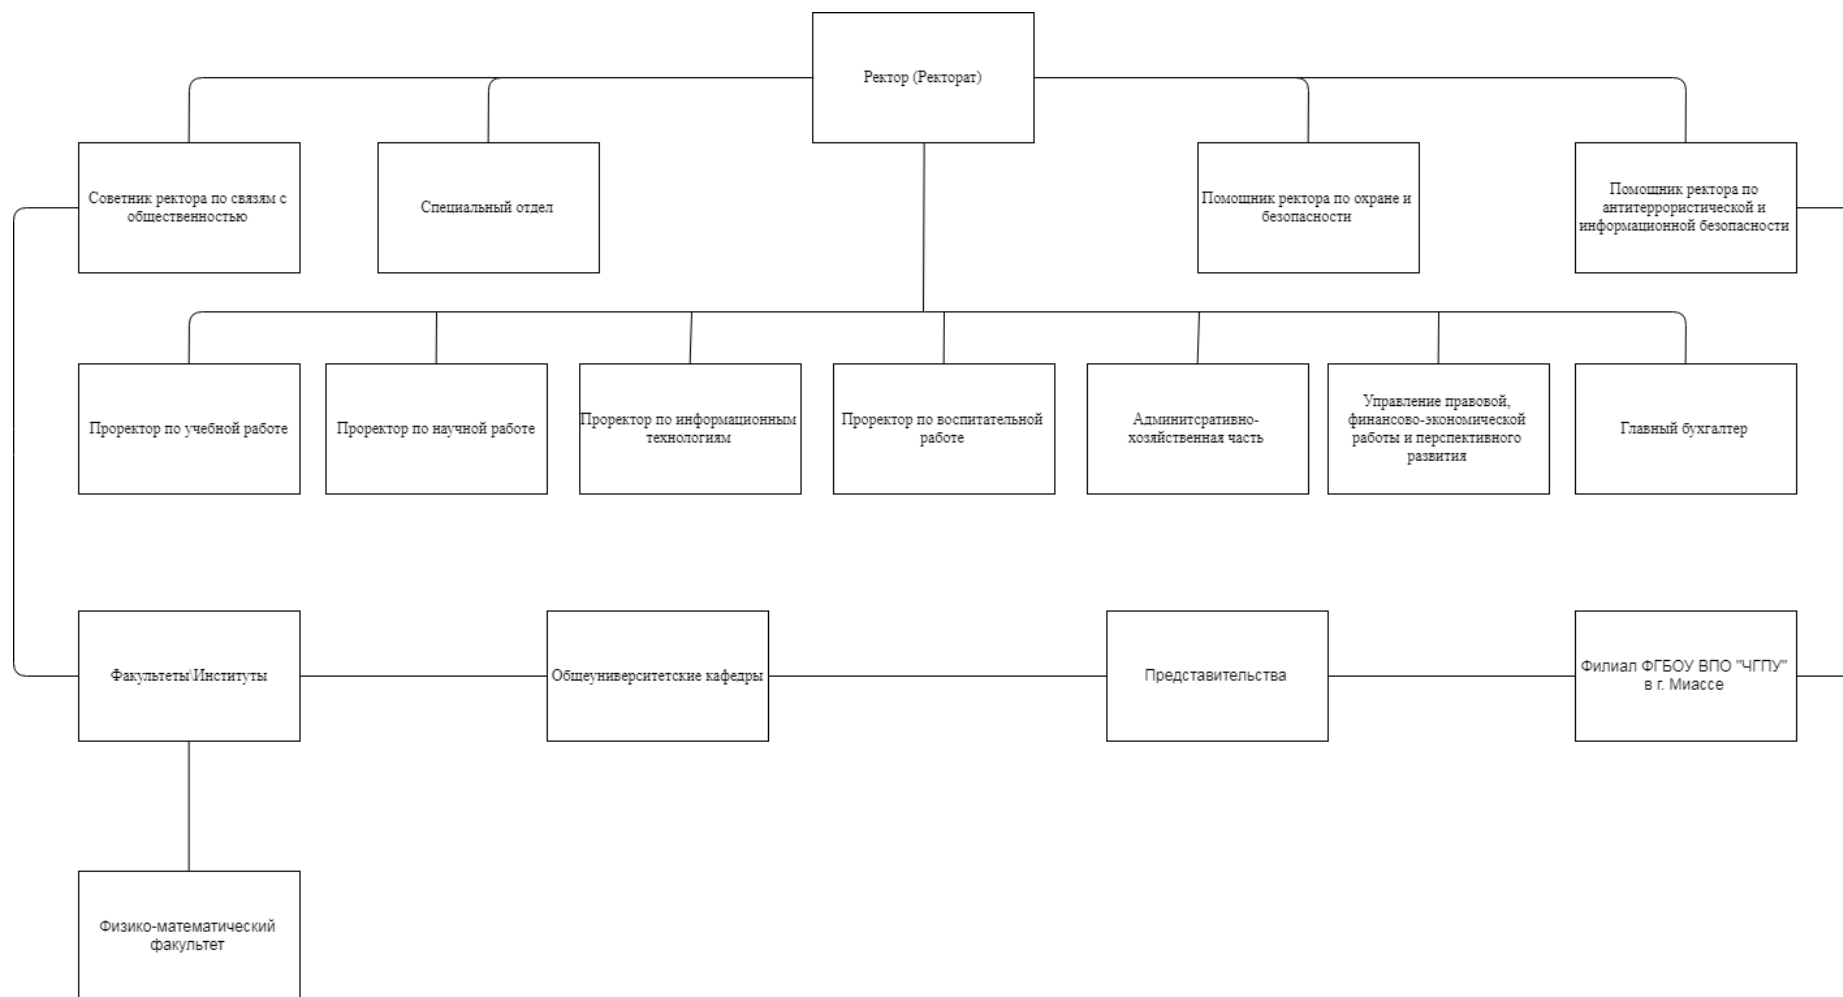 Ректор (Ректорат)
Советник ректора по связям с
общественностью
Специальный отдел
Помощник ректора по охране и
безопасности
Помощник ректора по
антитеррористической и
информационной безопасности
Проректор по учебной работе
Проректор по научной работе
Проректор по информационным
технологиям
Проректор по воспитательной
работе
Админитсративно-
хозяйственная часть
Управление правовой,
финансово-экономической
работы и перспективного
развития
Главный бухгалтер
Факультеты\Институты
Общеуниверситетские кафедры
Представительства
Филиал ФГБОУ ВПО "ЧГПУ"
в г. Миассе
Физико-математический
факультет